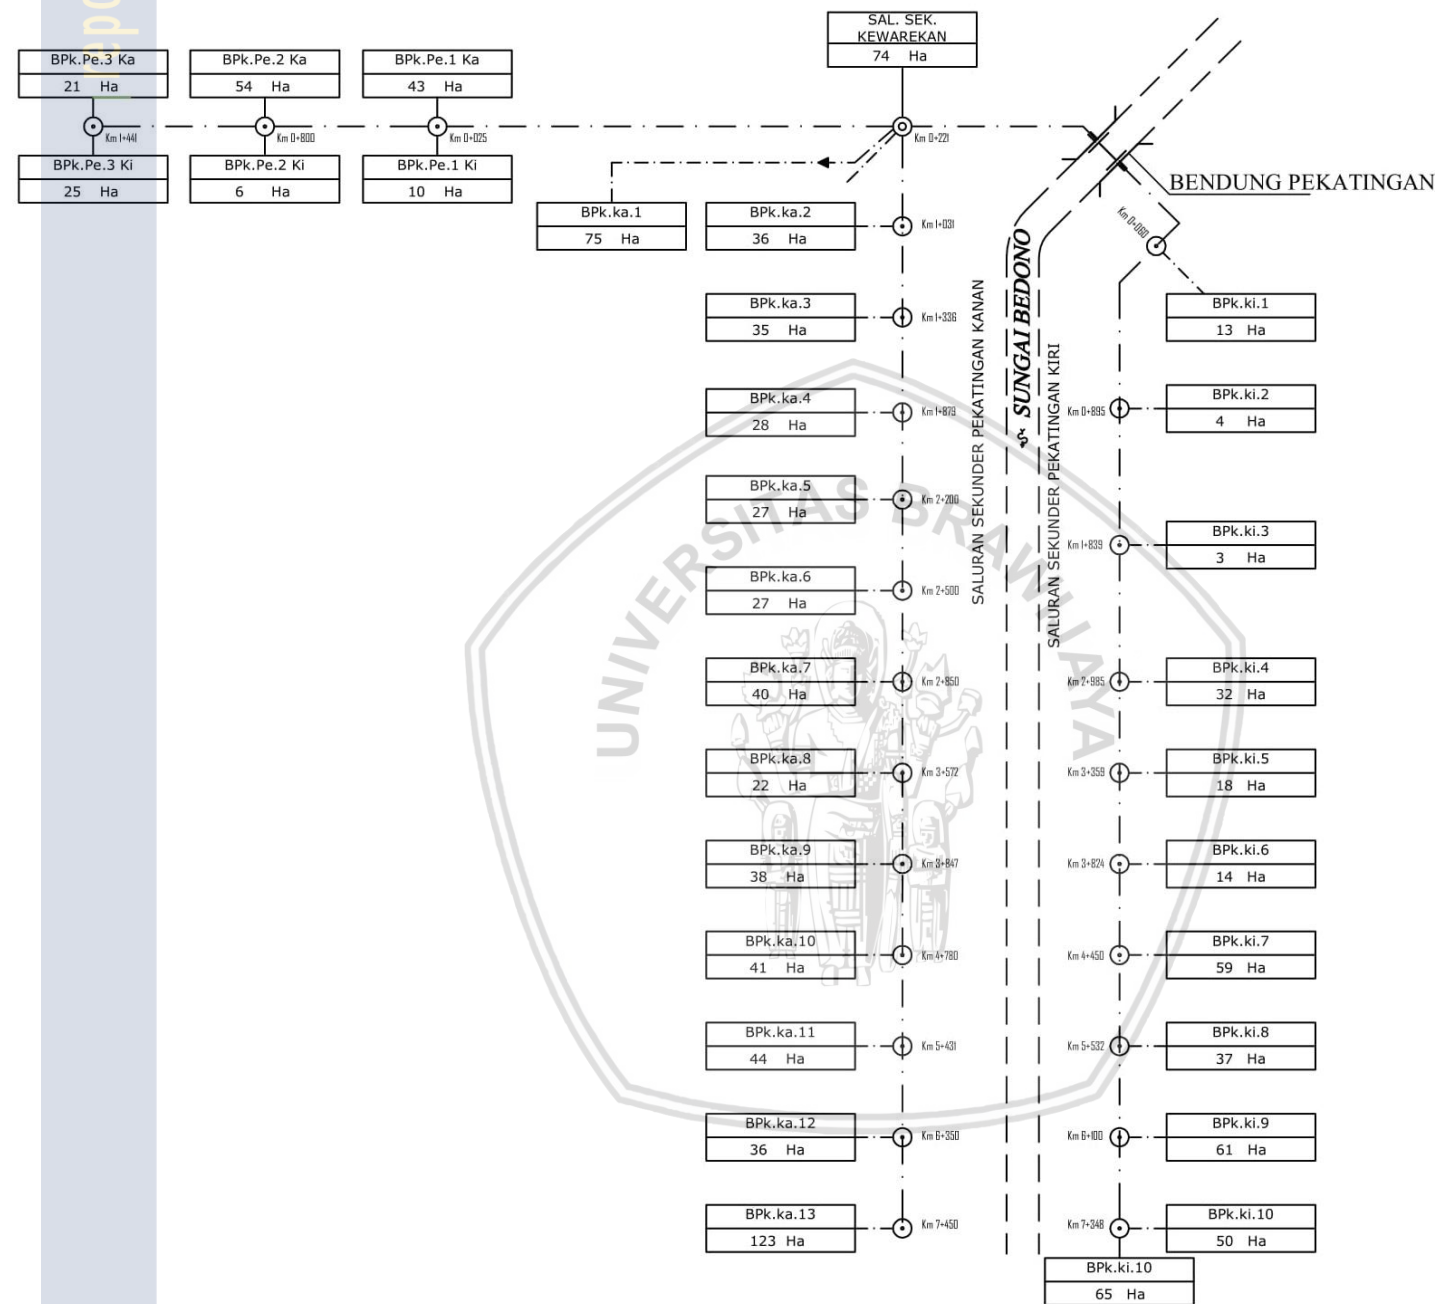 repo
SAL. SEK.
KEWAREKAN
74 Ha
BPk.Pe.3 Ka
21 Ha
BPk.Pe.2 Ka
54 Ha
BPk.Pe.1 Ka
43 Ha
Km 1+441
Km 0+800
Km 0+025
Km 0+221
BPk.Pe.3 Ki
25 Ha
BPk.Pe.2 Ki
6 Ha
BPk.Pe.1 Ki
10 Ha
BENDUNG PEKATINGAN
BPk.ka.1
75 Ha
BPk.ka.2
36 Ha
Km 1+031
Km 0+060
BPk.ka.3
35 Ha
Km 1+336
BPk.ki.1
13 Ha
BPk.ka.4
28 Ha
Km 1+879
Km 0+895
BPk.ki.2
4 Ha
SALURAN SEKUNDER PEKATINGAN KANAN
SUNGAI BEDONO
SALURAN SEKUNDER PEKATINGAN KIRI
BPk.ka.5
27 Ha
Km 2+200
Km 1+839
BPk.ki.3
3 Ha
BPk.ka.6
27 Ha
Km 2+500
UNIVERSITAS BRAWIJAYA
BPk.ka.7
40 Ha
Km 2+850
Km 2+985
BPk.ki.4
32 Ha
BPk.ka.8
22 Ha
Km 3+572
Km 3+359
BPk.ki.5
18 Ha
BPk.ka.9
38 Ha
Km 3+847
Km 3+824
BPk.ki.6
14 Ha
BPk.ka.10
41 Ha
Km 4+780
Km 4+450
BPk.ki.7
59 Ha
BPk.ka.11
44 Ha
Km 5+431
Km 5+532
BPk.ki.8
37 Ha
BPk.ka.12
36 Ha
Km 6+350
Km 6+100
BPk.ki.9
61 Ha
BPk.ka.13
123 Ha
Km 7+450
Km 7+348
BPk.ki.10
50 Ha
BPk.ki.10
65 Ha